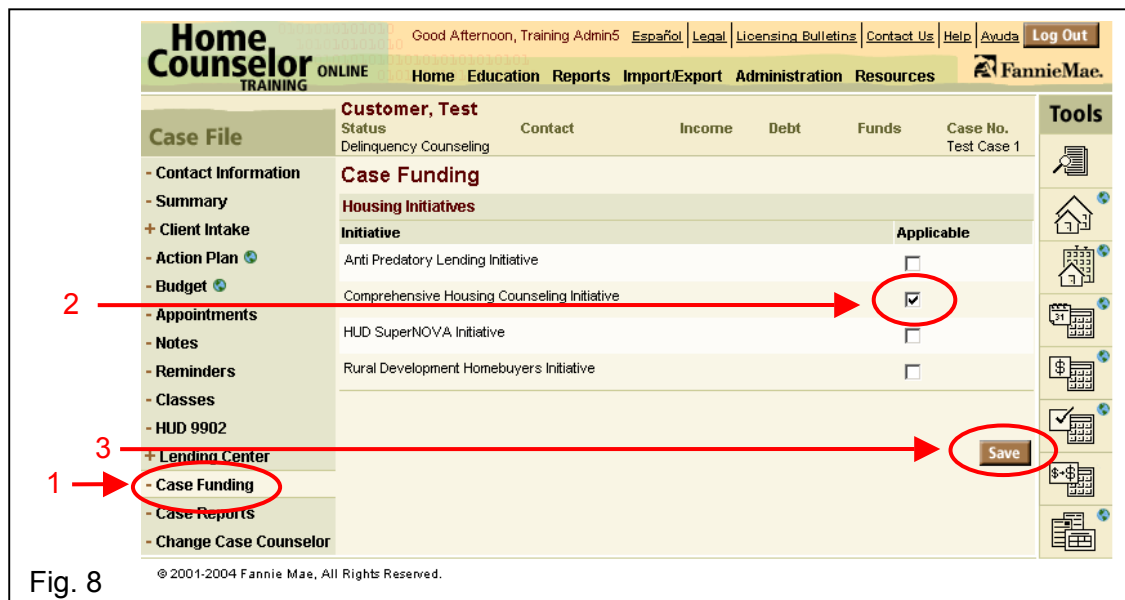 Home
Counselor ONLINE
TRAINING
Good Afternoon, Training Admin5 Español Legal Licensing Bulletins Contact Us Help Ayuda Log Out
Home Education Reports Import/Export Administration Resources
FannieMae.
Case File
Customer, Test
Status Contact Income Debt Funds Case No.
Delinquency Counseling Test Case 1
Tools
- Contact Information
- Summary
+ Client Intake
- Action Plan
- Budget
- Appointments
- Notes
- Reminders
- Classes
- HUD 9902
+ Lending Center
- Case Funding
- Case Reports
- Change Case Counselor
Case Funding
Housing Initiatives
Initiative Applicable
Anti Predatory Lending Initiative
Comprehensive Housing Counseling Initiative
HUD SuperNOVA Initiative
Rural Development Homebuyers Initiative
Save
2
3
1
31
$
$+$
© 2001-2004 Fannie Mae, All Rights Reserved.
Fig. 8